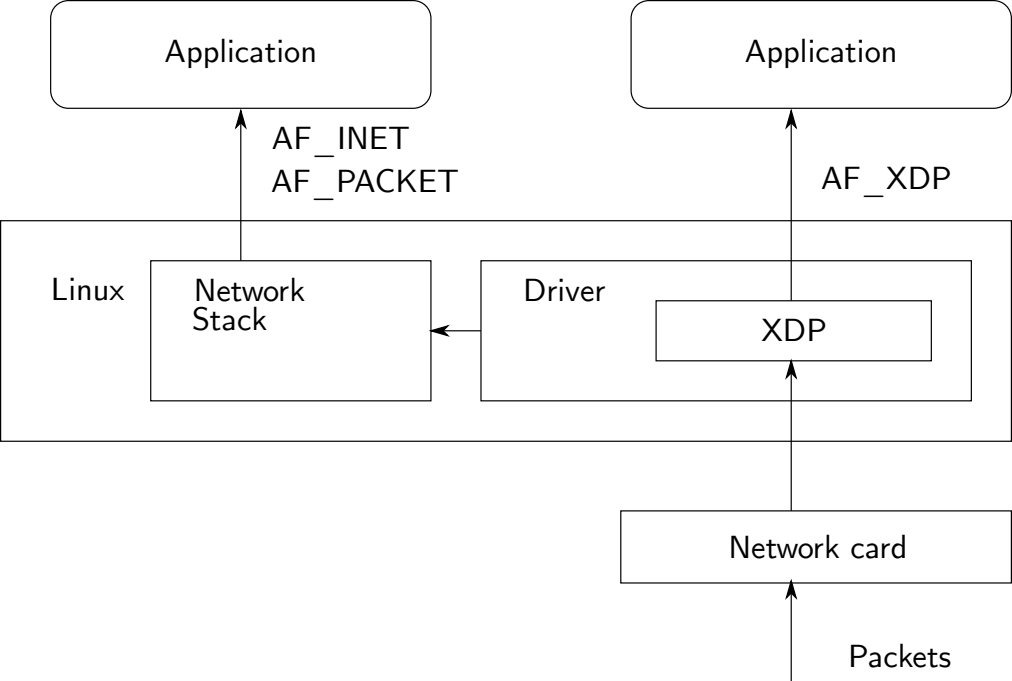 Application
Application
AF_INET
AF_PACKET
AF_XDP
Linux
Network
Stack
Driver
XDP
Network card
Packets